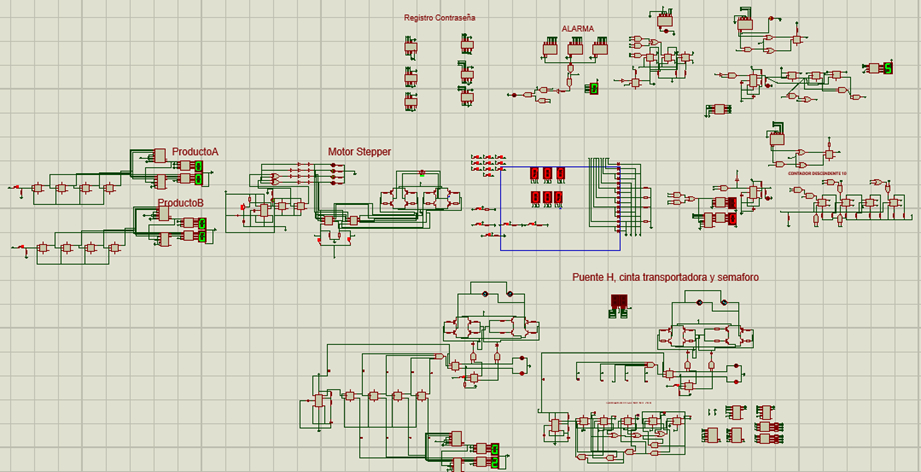 Registro Contraseña
ALARMA
ProductoA
Motor Stepper
CONTADOR DESCENDENTE 10
ProductoB
Puente H, cinta transportadora y semaforo